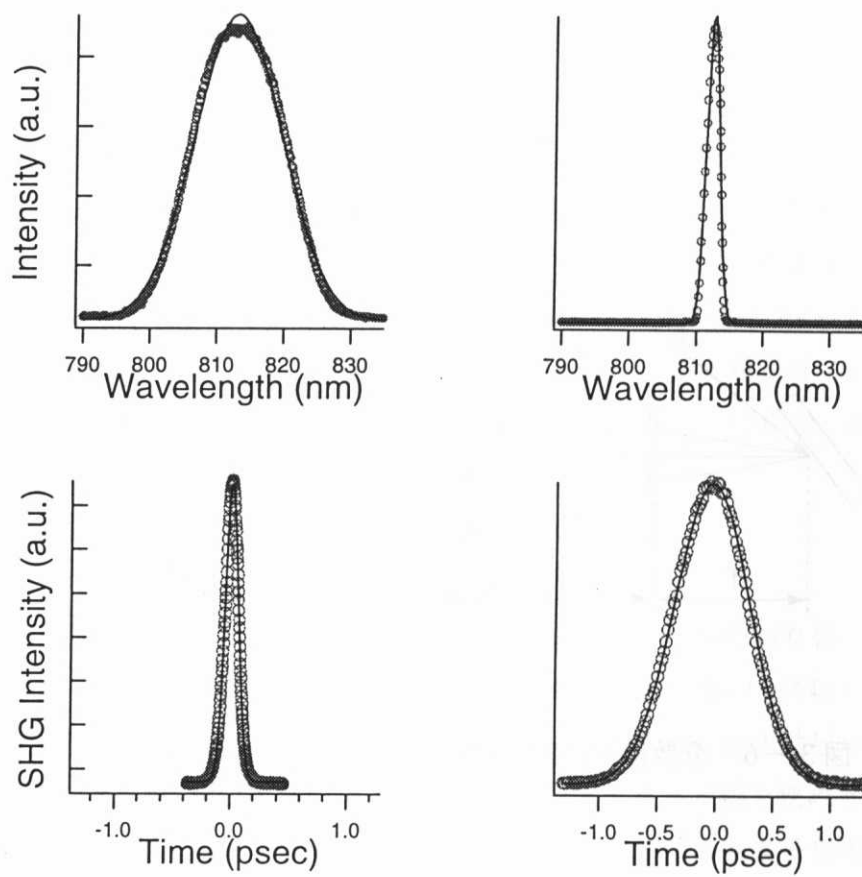 Intensity (a.u.)
790 800 810 820 830
Wavelength (nm)
790 800 810 820 830
Wavelength (nm)
SHG Intensity (a.u.)
-1.0 0.0 1.0
Time (psec)
-1.0 -0.5 0.0 0.5 1.0
Time (psec)